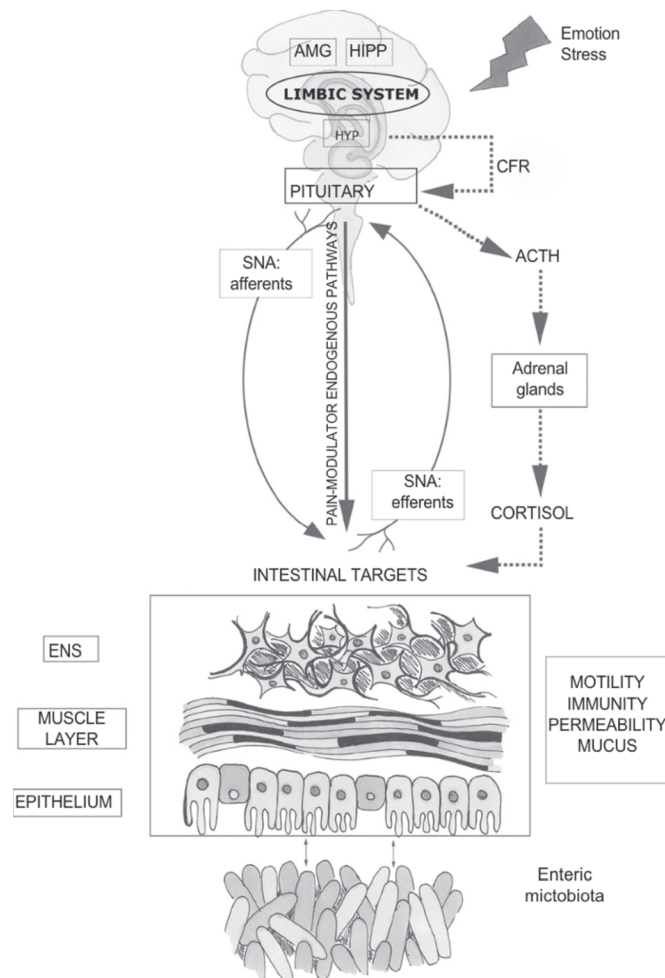 AMG
HIPP
Emotion
Stress
LIMBIC SYSTEM
HYP
CFR
PITUITARY
ACTH
SNA:
afferents
PAIN-MODULATOR ENDOGENOUS PATHWAYS
Adrenal
glands
SNA:
efferents
CORTISOL
INTESTINAL TARGETS
ENS
MUSCLE
LAYER
EPITHELIUM
MOTILITY
IMMUNITY
PERMEABILITY
MUCUS
Enteric
mictobiota